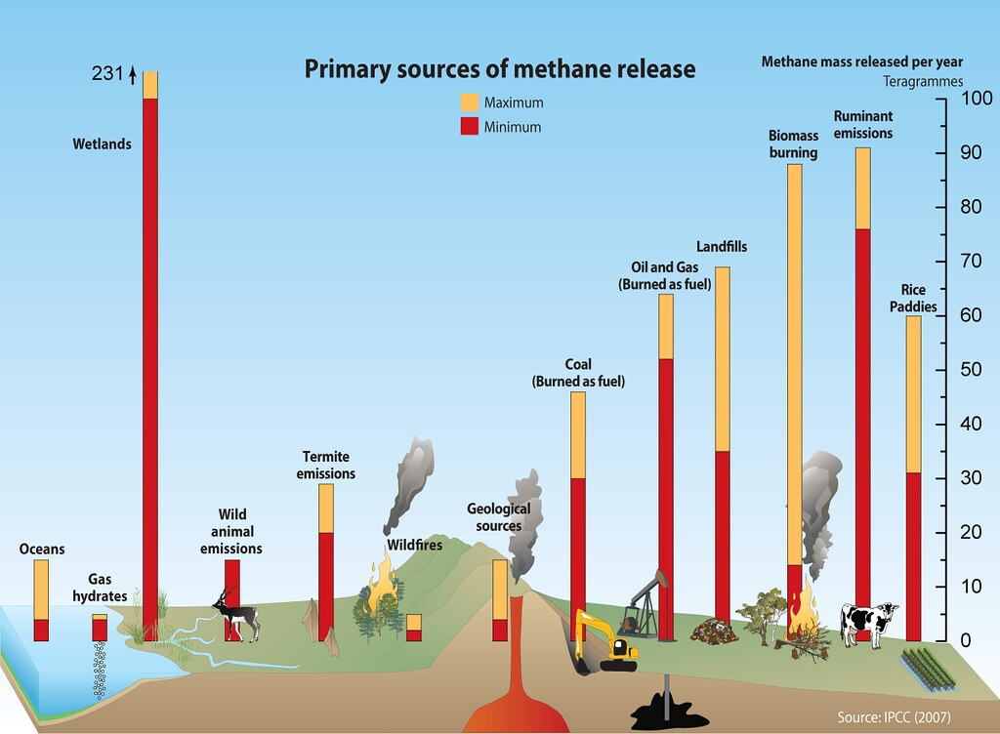 Primary sources of methane release
Maximum
Minimum
Methane mass released per year
Teragrammes
231
Wetlands
Oceans
Gas
hydrates
Wild
animal
emissions
Termite
emissions
Wildfires
Geological
sources
Coal
(Burned as fuel)
Oil and Gas
(Burned as fuel)
Landfills
Biomass
burning
Ruminant
emissions
Rice
Paddies
100
90
80
70
60
50
40
30
20
10
0
Source: IPCC (2007)